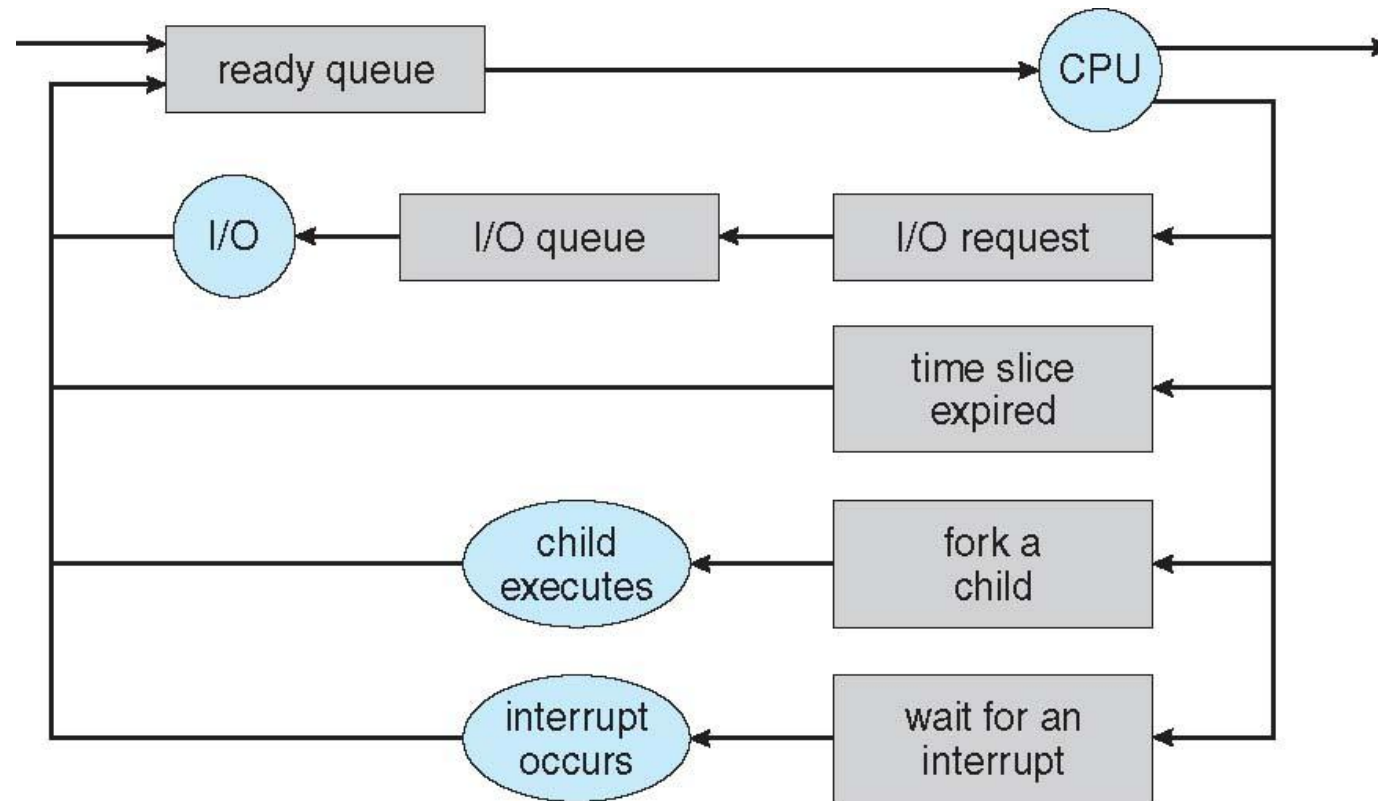 ready queue
CPU
I/O
I/O queue
I/O request
time slice
expired
child
executes
fork a
child
interrupt
occurs
wait for an
interrupt